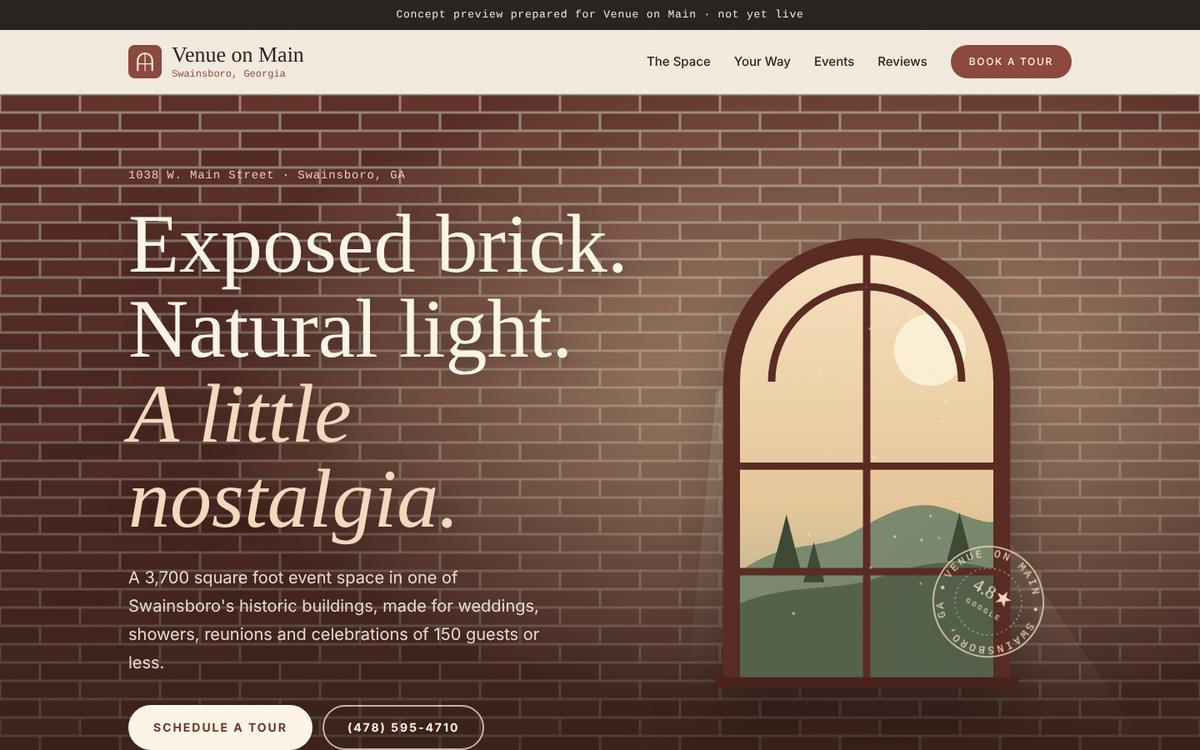 Concept preview prepared for Venue on Main · not yet live
Venue on Main
Swainsboro, Georgia
The Space
Your Way
Events
Reviews
BOOK A TOUR
1038 W. Main Street · Swainsboro, GA
Exposed brick.
Natural light.
A little
nostalgia.
A 3,700 square foot event space in one of
Swainsboro's historic buildings, made for weddings,
showers, reunions and celebrations of 150 guests or
less.
SCHEDULE A TOUR
(478) 595-4710
VENUE ON MAIN ✦ SWAINSBORO, GA ✦
4.8★
GOOGLE